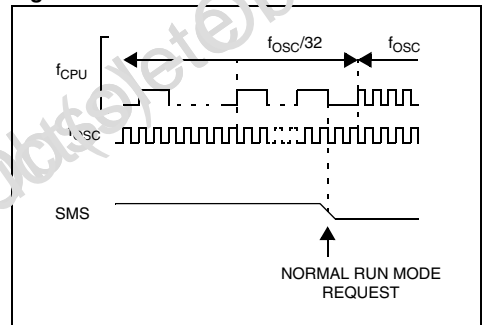 fOSC/32 fOSC
fCPU
SMS
NORMAL RUN MODE
REQUEST